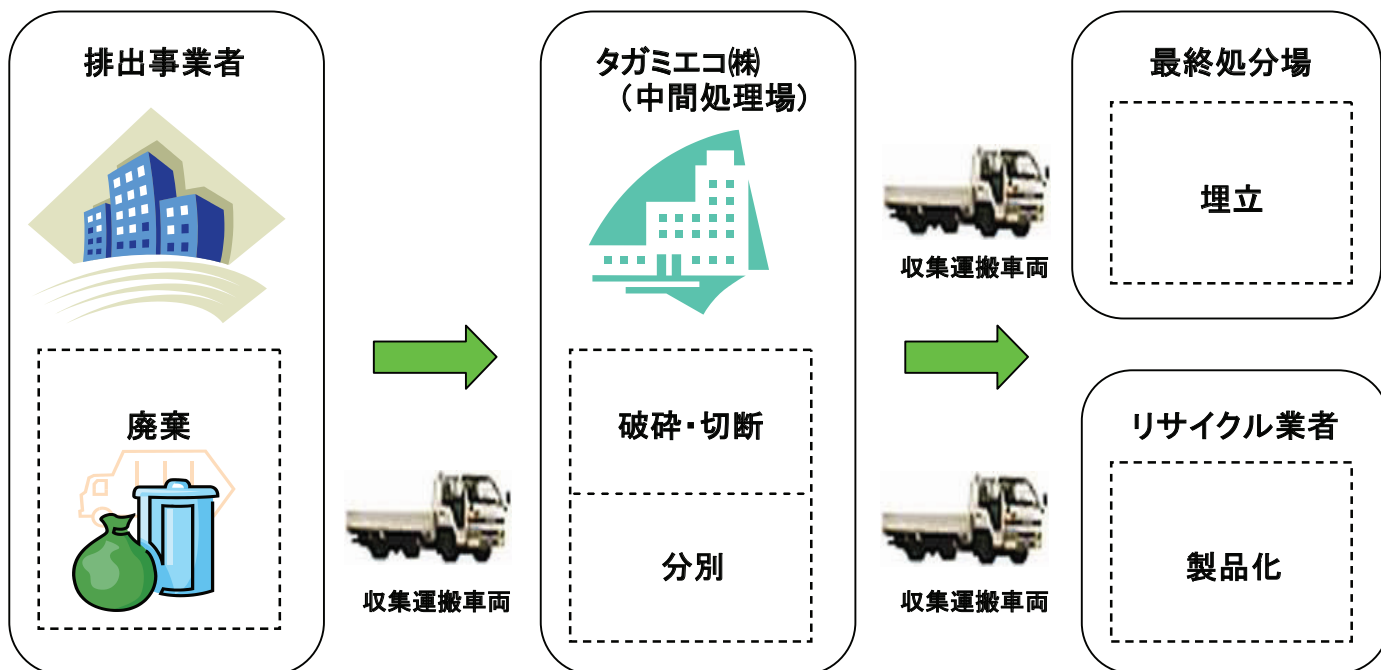 排出事業者
廃棄
収集運搬車両
タガミエコ㈱
（中間処理場）
破砕・切断
分別
収集運搬車両
収集運搬車両
最終処分場
埋立
リサイクル業者
製品化